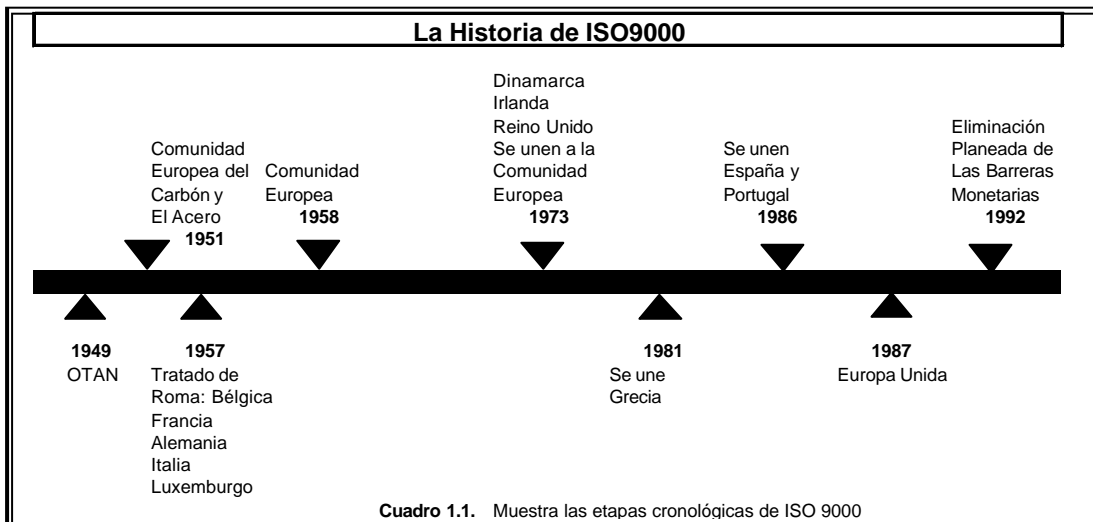 La Historia de ISO9000
Comunidad
Europea del
Carbón y
El Acero
1951
Comunidad
Europea
1958
Dinamarca
Irlanda
Reino Unido
Se unen a la
Comunidad
Europea
1973
Se unen
España y
Portugal
1986
Eliminación
Planeada de
Las Barreras
Monetarias
1992
1949
OTAN
1957
Tratado de
Roma: Bélgica
Francia
Alemania
Italia
Luxemburgo
1981
Se une
Grecia
1987
Europa Unida
Cuadro 1.1. Muestra las etapas cronológicas de ISO 9000